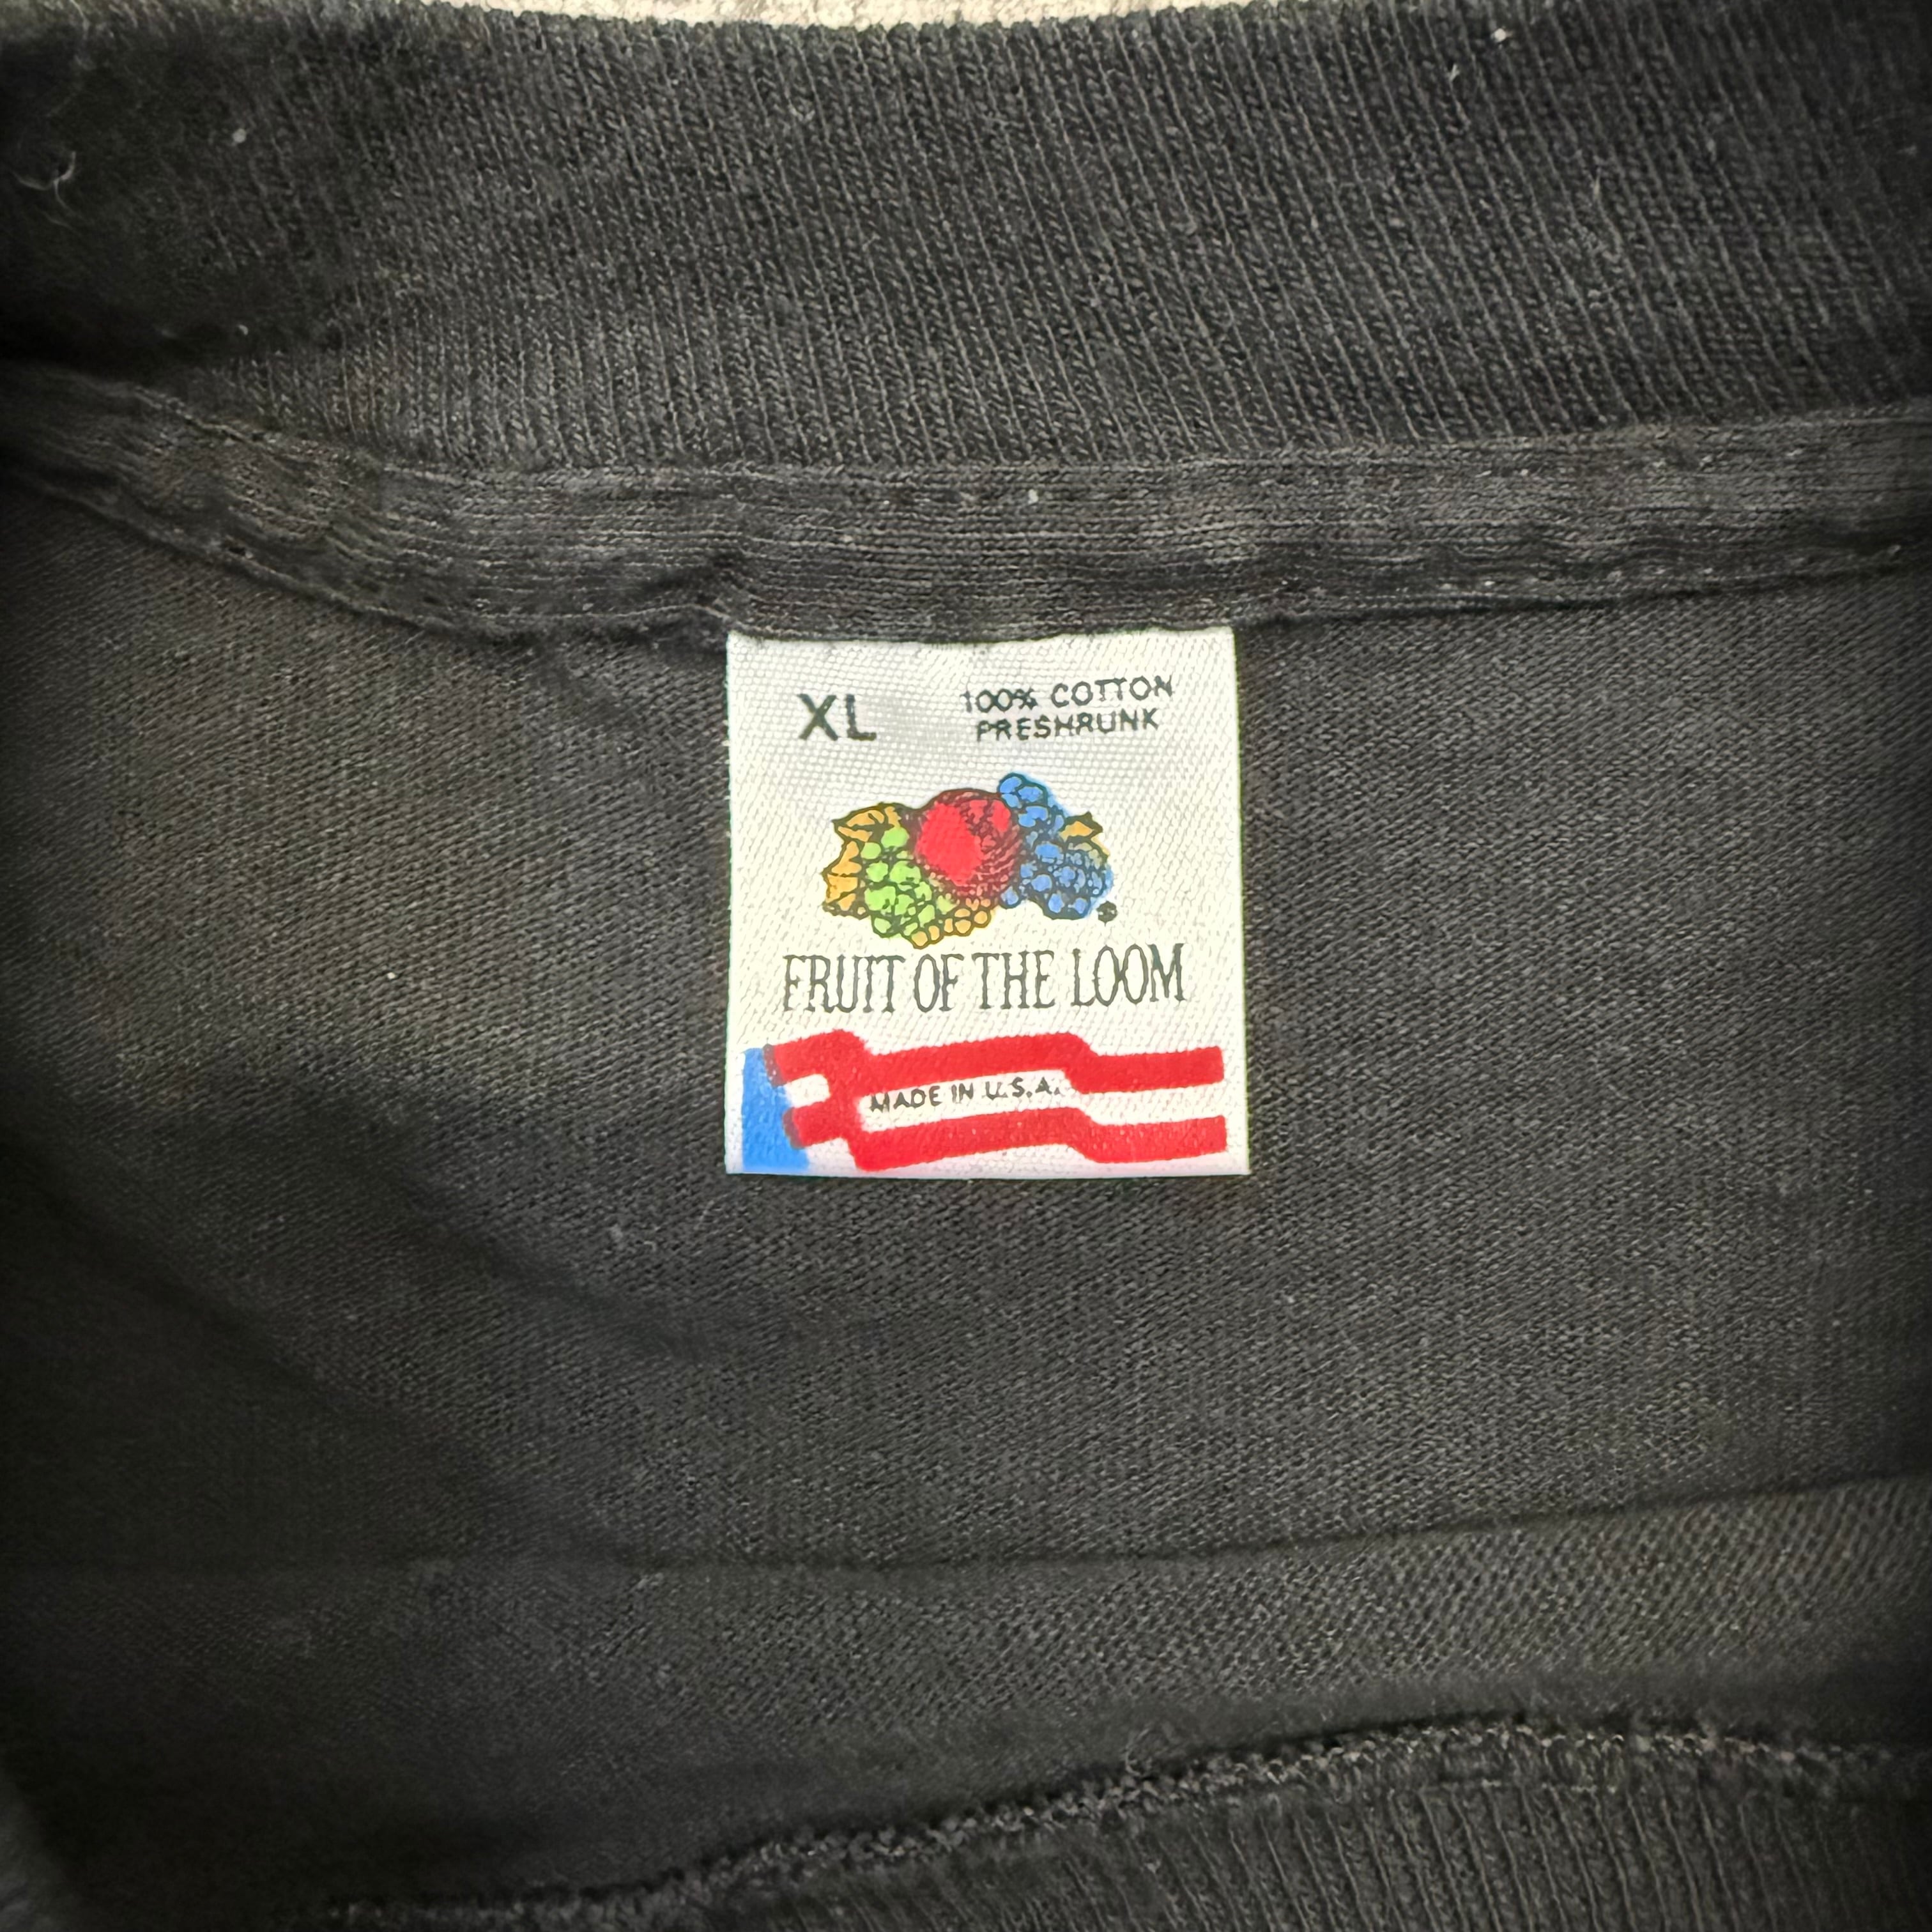 XL
100% COTTON
PRESHRUNK
FRUIT OF THE LOOM
MADE IN U.S.A.